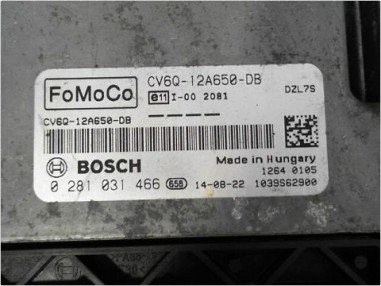 FoMoCo
CV6Q-12A650-DB
e11 I-00 2081 DZL7S
CV6Q-12A650-DB
BOSCH
Made in Hungary
1264 0105
0 281 031 466 658 14-08-22 1039S62900